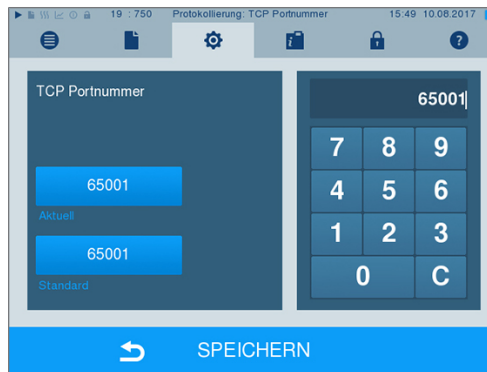 19 : 750 Protokollierung: TCP Portnummer 15:49 10.08.2017
TCP Portnummer
65001
Aktuell
65001
Standard
65001
7 8 9
4 5 6
1 2 3
0 C
SPEICHERN